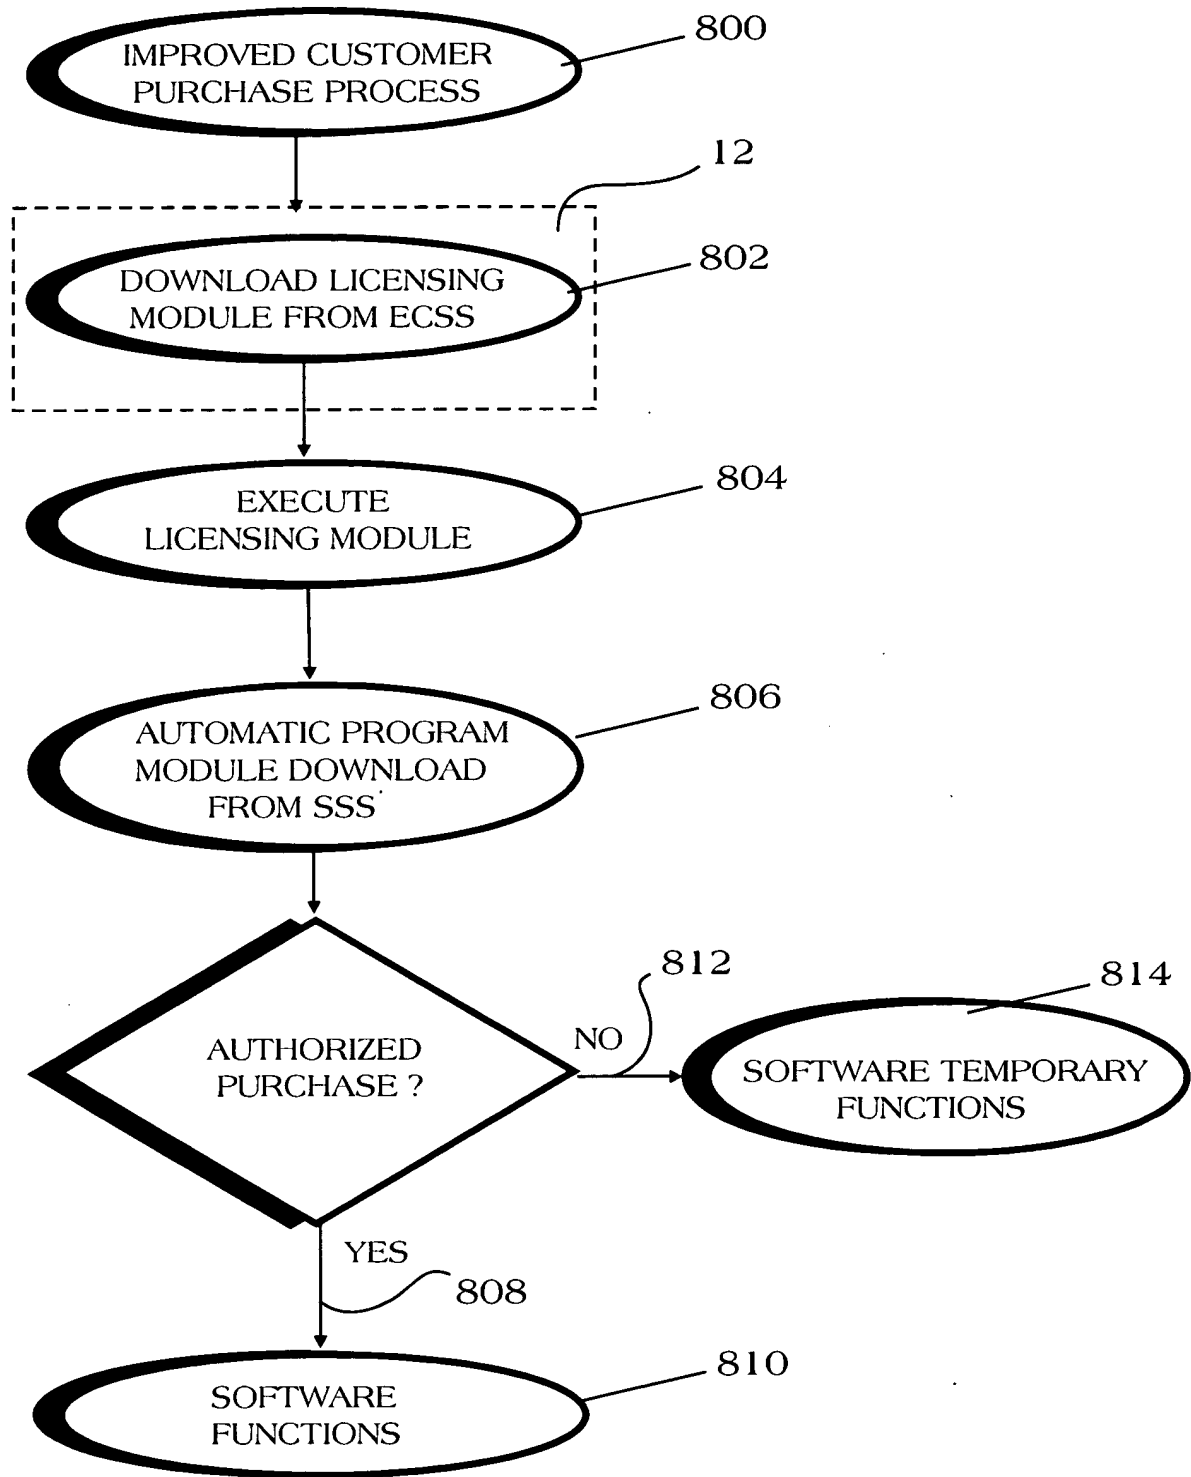 800
IMPROVED CUSTOMER
PURCHASE PROCESS
12
802
DOWNLOAD LICENSING
MODULE FROM ECSS
804
EXECUTE
LICENSING MODULE
806
AUTOMATIC PROGRAM
MODULE DOWNLOAD
FROM SSS
812
814
NO
AUTHORIZED
PURCHASE ?
SOFTWARE TEMPORARY
FUNCTIONS
YES
808
810
SOFTWARE
FUNCTIONS